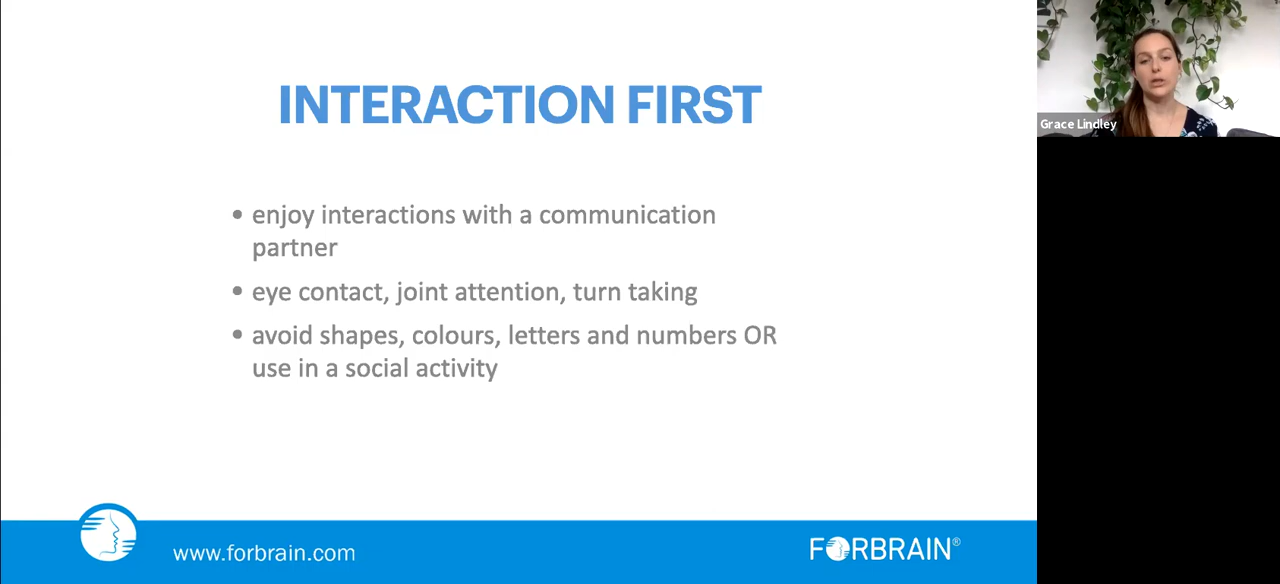 INTERACTION FIRST
• enjoy interactions with a communication
partner
• eye contact, joint attention, turn taking
• avoid shapes, colours, letters and numbers OR
use in a social activity
www.forbrain.com
FORBRAIN®
Grace Lindley